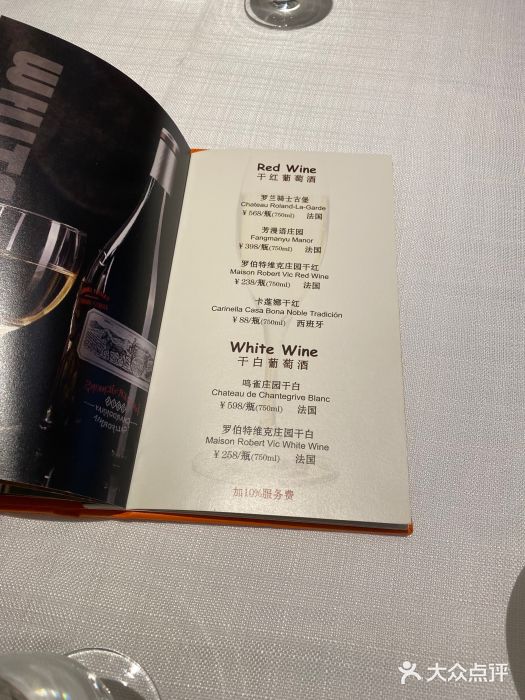 WHIT
Red Wine
干红葡萄酒
罗兰骑士古堡
Chateau Roland-La-Garde
¥568/瓶(750ml) 法国
芳漫语庄园
Fangmanyu Manor
¥398/瓶(750ml) 法国
罗伯特维克庄园干红
Maison Robert Vic Red Wine
¥238/瓶(750ml) 法国
卡莲娜干红
Carinella Casa Bona Noble Tradición
¥88/瓶(750ml) 西班牙
White Wine
干白葡萄酒
鸣雀庄园干白
Chateau de Chantegrive Blanc
¥598/瓶(750ml) 法国
罗伯特维克庄园干白
Maison Robert Vic White Wine
¥258/瓶(750ml) 法国
加10%服务费
大众点评